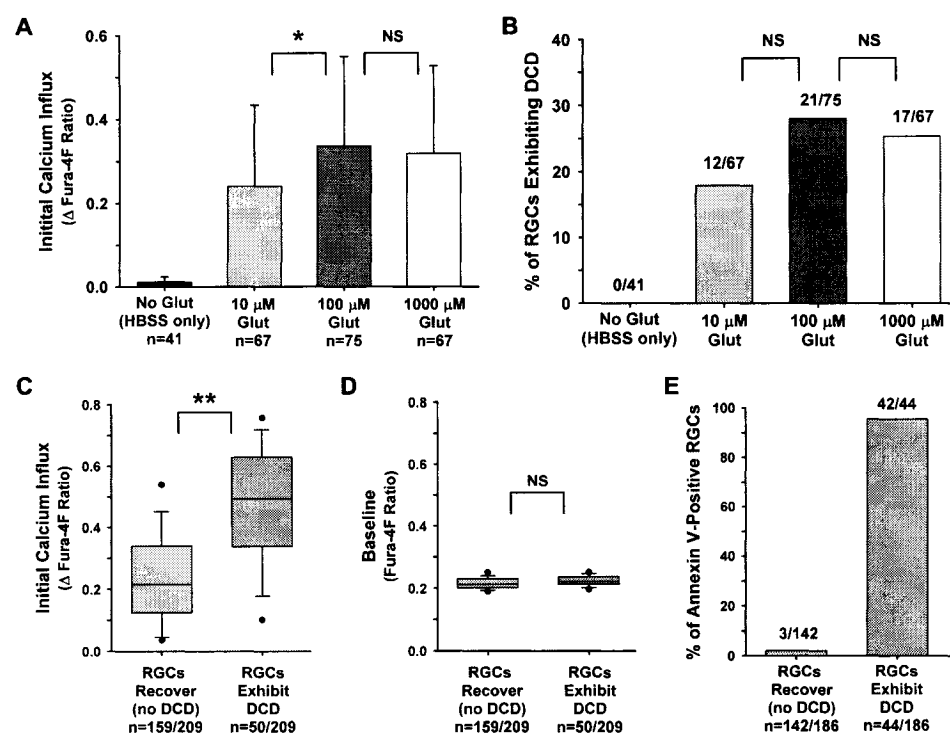 A
Initital Calcium Influx
(Δ Fura-4F Ratio)
0.6
0.4
0.2
0.0
*
NS
No Glut
(HBSS only)
n=41
10 μM
Glut
n=67
100 μM
Glut
n=75
1000 μM
Glut
n=67
B
% of RGCs Exhibiting DCD
40
30
20
10
0
NS
NS
0/41
12/67
21/75
17/67
No Glut
(HBSS only)
10 μM
Glut
100 μM
Glut
1000 μM
Glut
C
Initial Calcium Influx
(Δ Fura-4F Ratio)
0.8
0.6
0.4
0.2
0.0
**
RGCs
Recover
(no DCD)
n=159/209
RGCs
Exhibit
DCD
n=50/209
D
Baseline
(Fura-4F Ratio)
0.8
0.6
0.4
0.2
0.0
NS
RGCs
Recover
(no DCD)
n=159/209
RGCs
Exhibit
DCD
n=50/209
E
% of Annexin V-Positive RGCs
100
80
60
40
20
0
3/142
42/44
RGCs
Recover
(no DCD)
n=142/186
RGCs
Exhibit
DCD
n=44/186